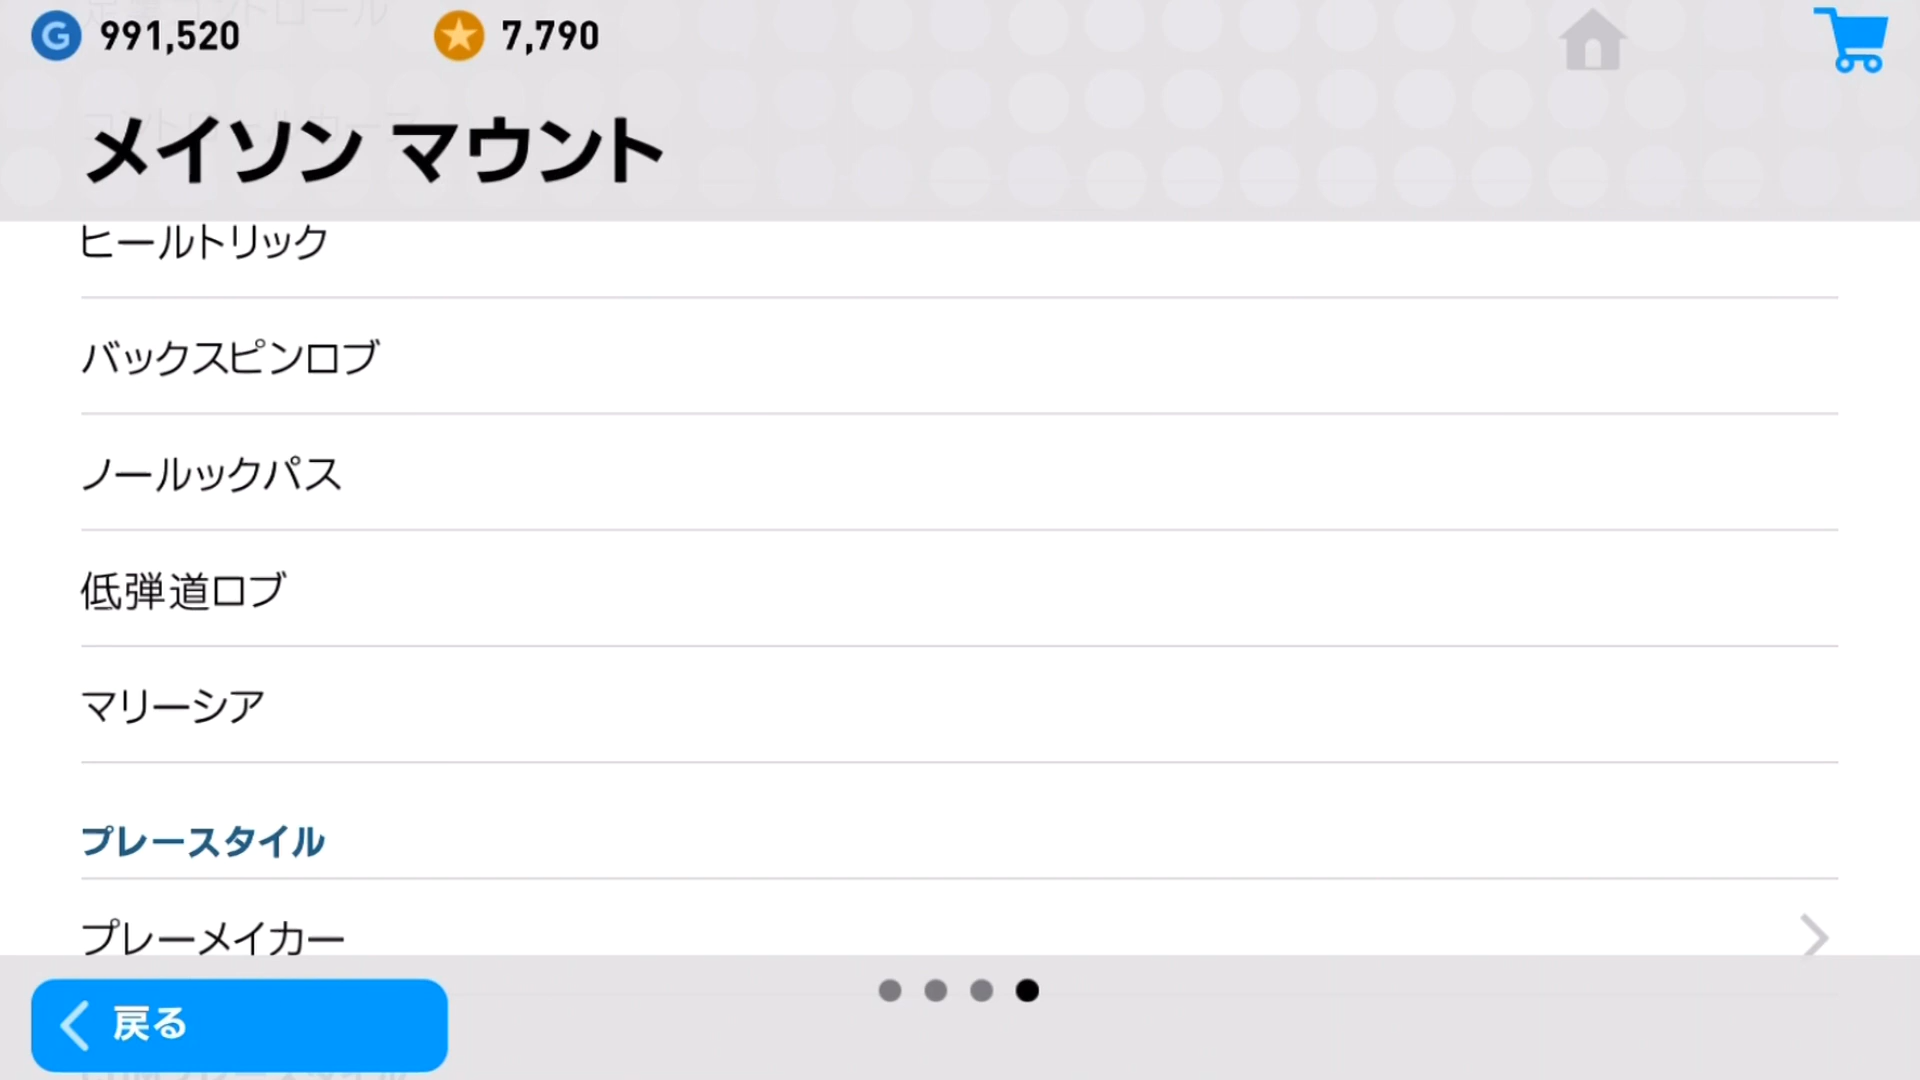 991,520
7,790
メイソン マウント
ヒールトリック
バックスピンロブ
ノールックパス
低弾道ロブ
マリーシア
プレースタイル
プレーメイカー
戻る